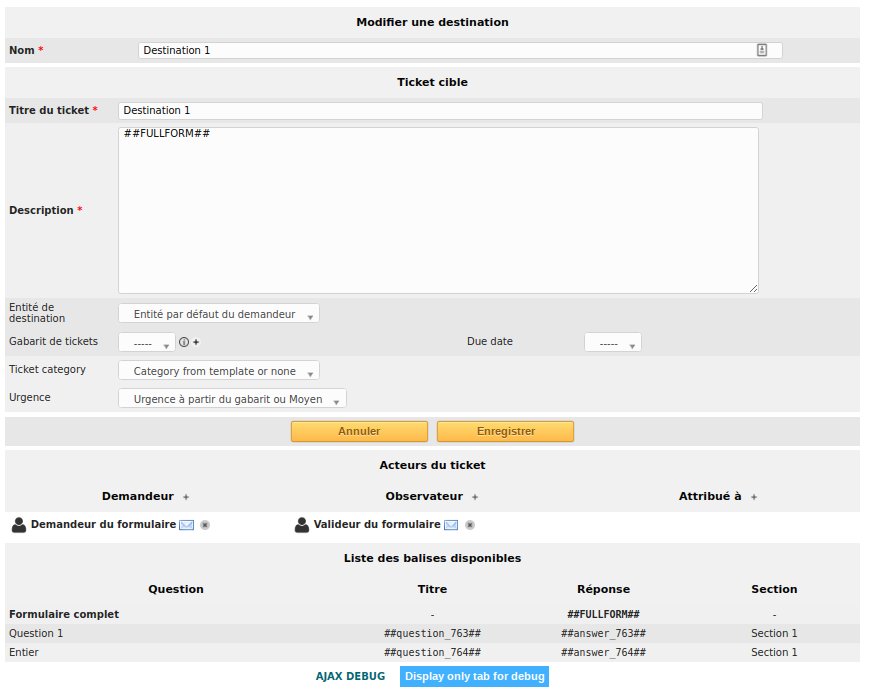 Modifier une destination
Nom * Destination 1
Ticket cible
Titre du ticket * Destination 1
##FULLFORM##
Description *
Entité de
destination Entité par défaut du demandeur
Gabarit de tickets ----- Due date -----
Ticket category Category from template or none
Urgence Urgence à partir du gabarit ou Moyen
Annuler Enregistrer
Acteurs du ticket
Demandeur + Observateur + Attribué à +
Demandeur du formulaire Valideur du formulaire
Liste des balises disponibles
Question Titre Réponse Section
Formulaire complet - ##FULLFORM## -
Question 1 ##question_763## ##answer_763## Section 1
Entier ##question_764## ##answer_764## Section 1
AJAX DEBUG Display only tab for debug